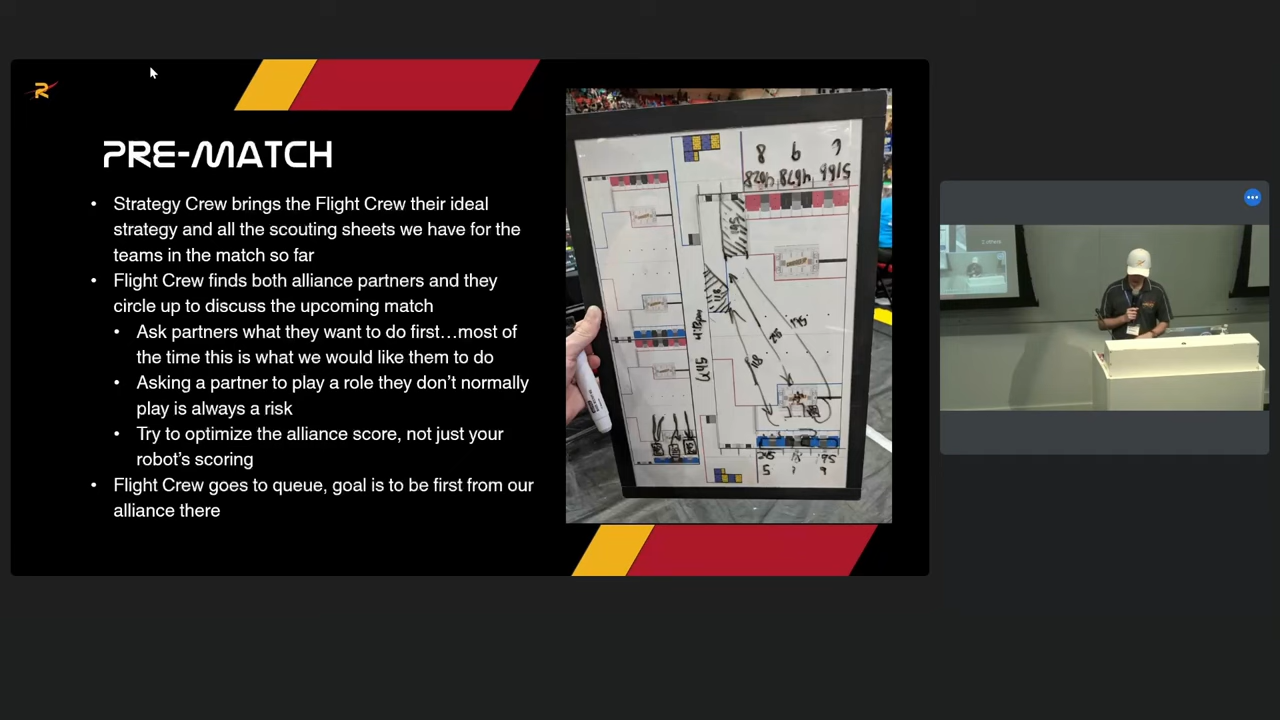 PRE-MATCH
• Strategy Crew brings the Flight Crew their ideal
strategy and all the scouting sheets we have for the
teams in the match so far
• Flight Crew finds both alliance partners and they
circle up to discuss the upcoming match
• Ask partners what they want to do first…most of
the time this is what we would like them to do
• Asking a partner to play a role they don’t normally
play is always a risk
• Try to optimize the alliance score, not just your
robot’s scoring
• Flight Crew goes to queue, goal is to be first from our
alliance there
118